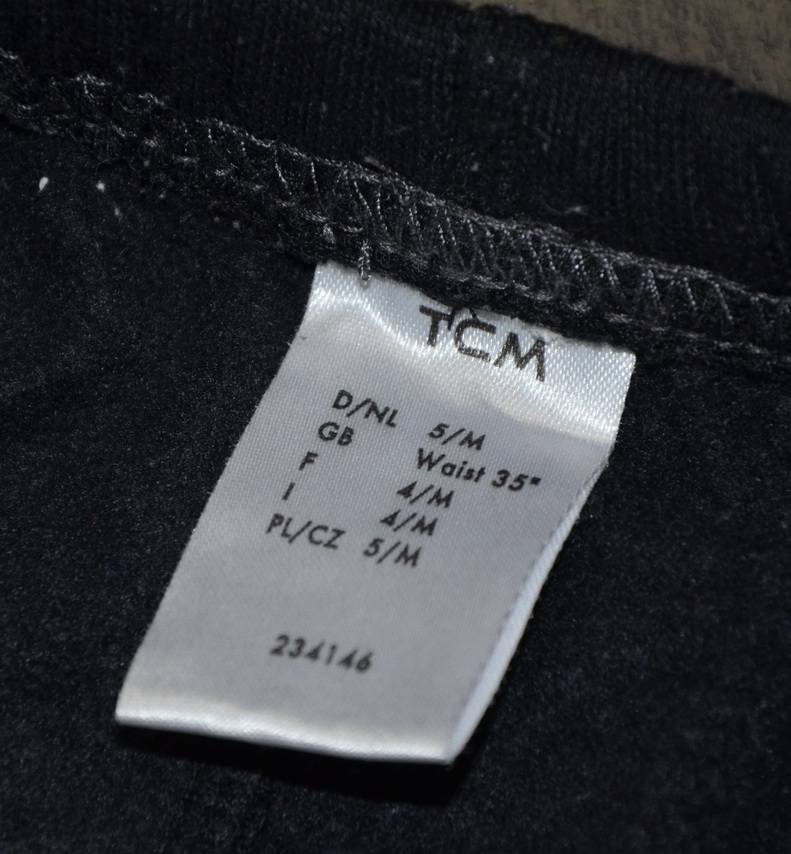 TCM
D/NL 5/M
GB Waist 35"
F 4/M
I 4/M
PL/CZ 5/M
234146